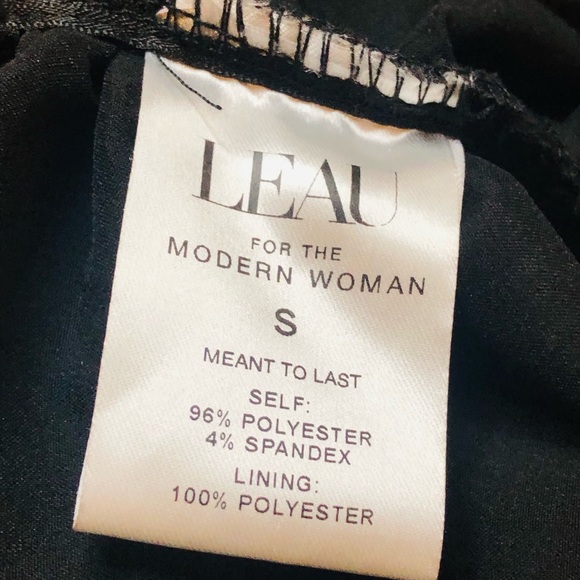 LEAU
FOR THE
MODERN WOMAN
S
MEANT TO LAST
SELF:
96% POLYESTER
4% SPANDEX
LINING:
100% POLYESTER